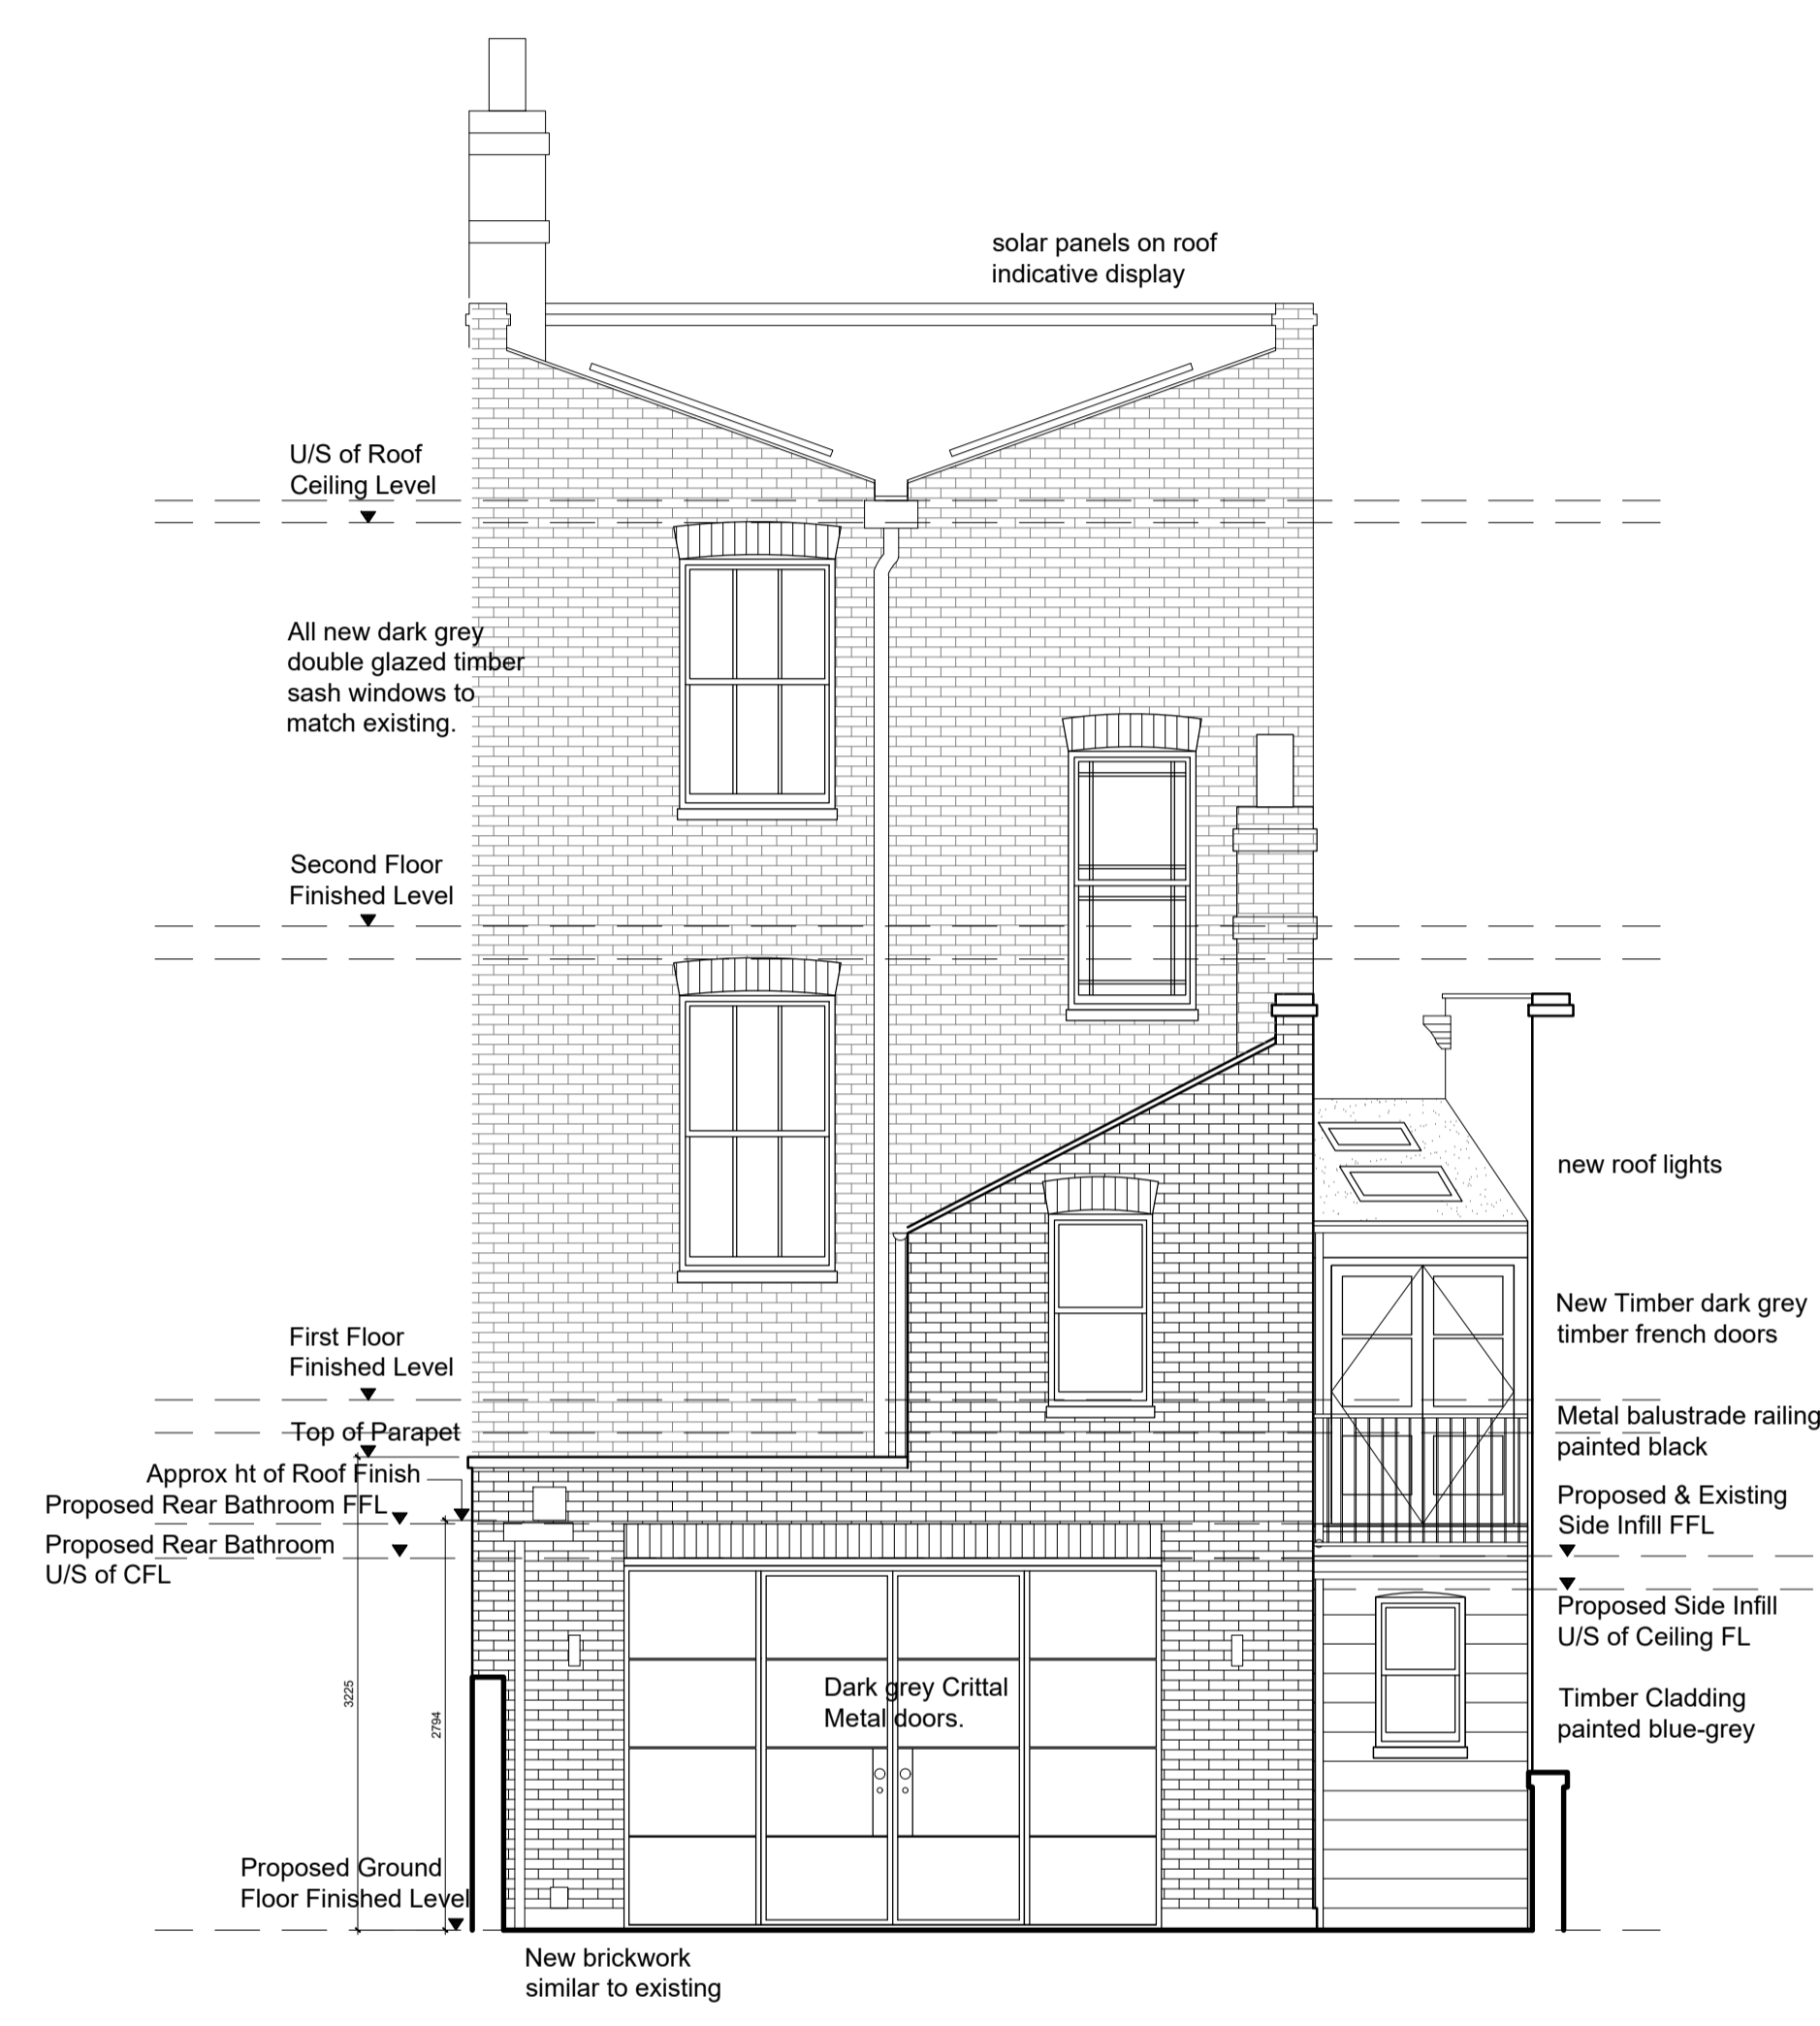 solar panels on roof
indicative display
U/S of Roof
Ceiling Level
All new dark grey
double glazed timber
sash windows to
match existing.
Second Floor
Finished Level
new roof lights
New Timber dark grey
timber french doors
First Floor
Finished Level
Metal balustrade railing
painted black
Top of Parapet
Approx ht of Roof Finish
Proposed Rear Bathroom FFL
Proposed & Existing
Side Infill FFL
Proposed Rear Bathroom
U/S of CFL
Proposed Side Infill
U/S of Ceiling FL
Dark grey Crittal
Metal doors.
Timber Cladding
painted blue-grey
3225
2794
Proposed Ground
Floor Finished Level
New brickwork
similar to existing